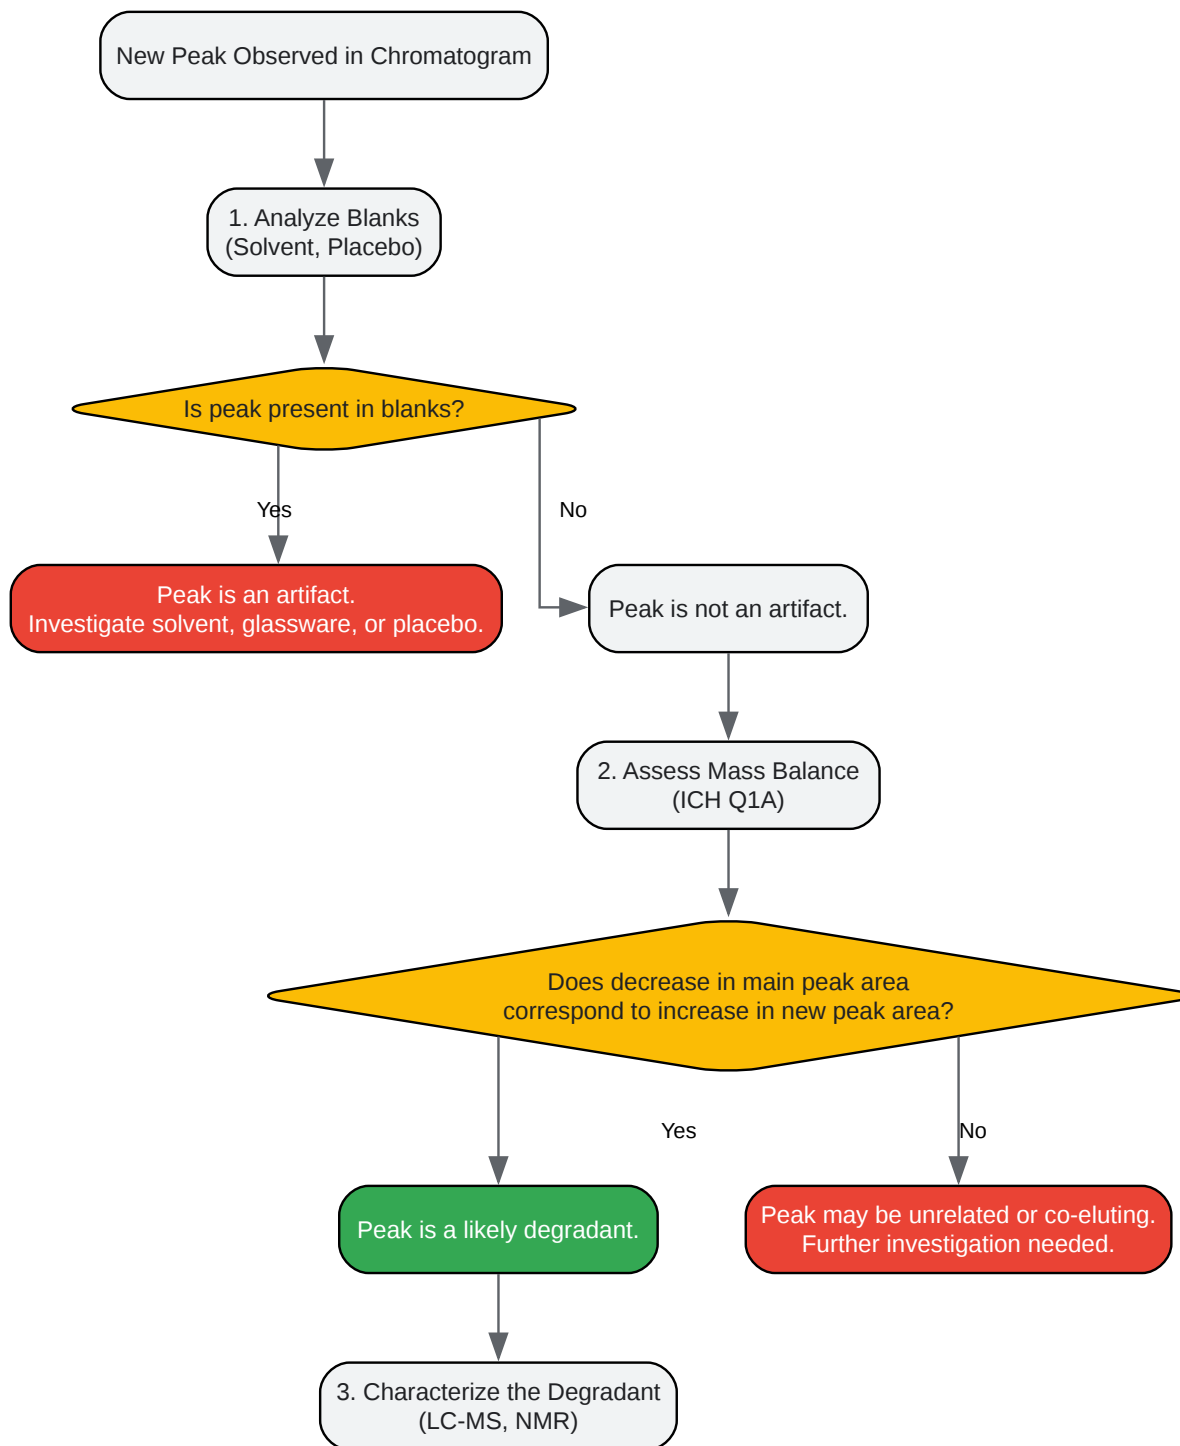 New Peak Observed in Chromatogram
1. Analyze Blanks
(Solvent, Placebo)
Is peak present in blanks?
Yes
No
Peak is an artifact.
Investigate solvent, glassware, or placebo.
Peak is not an artifact.
2. Assess Mass Balance
(ICH Q1A)
Does decrease in main peak area
correspond to increase in new peak area?
Yes
No
Peak is a likely degradant.
Peak may be unrelated or co-eluting.
Further investigation needed.
3. Characterize the Degradant
(LC-MS, NMR)